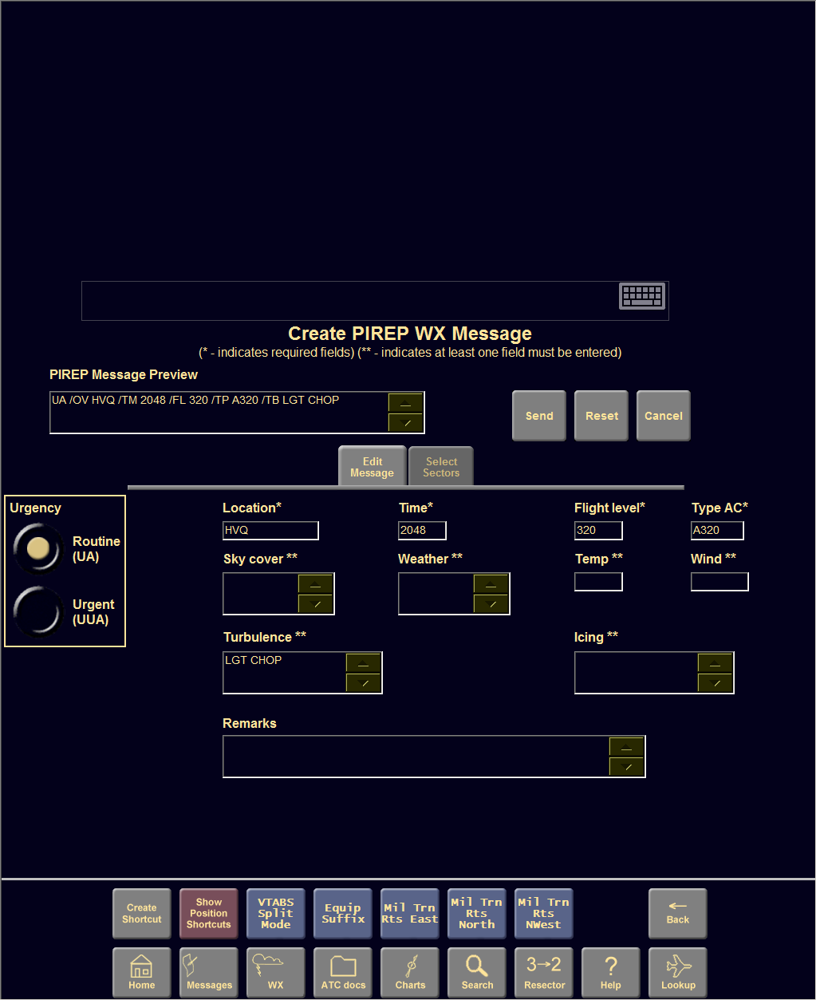 Create PIREP WX Message
(* - indicates required fields) (** - indicates at least one field must be entered)
PIREP Message Preview
UA /OV HVQ /TM 2048 /FL 320 /TP A320 /TB LGT CHOP
Send
Reset
Cancel
Edit
Message
Select
Sectors
Urgency
Routine
(UA)
Urgent
(UUA)
Location*
Time*
Flight level*
Type AC*
HVQ
2048
320
A320
Sky cover **
Weather **
Temp **
Wind **
Turbulence **
Icing **
LGT CHOP
Remarks
Create
Shortcut
Show
Position
Shortcuts
VTABS
Split
Mode
Equip
Suffix
Mil Trn
Rts East
Mil Trn
Rts
North
Mil Trn
Rts
NWest
Back
Home
Messages
WX
ATC docs
Charts
Search
3→2
Resector
?
Help
Lookup